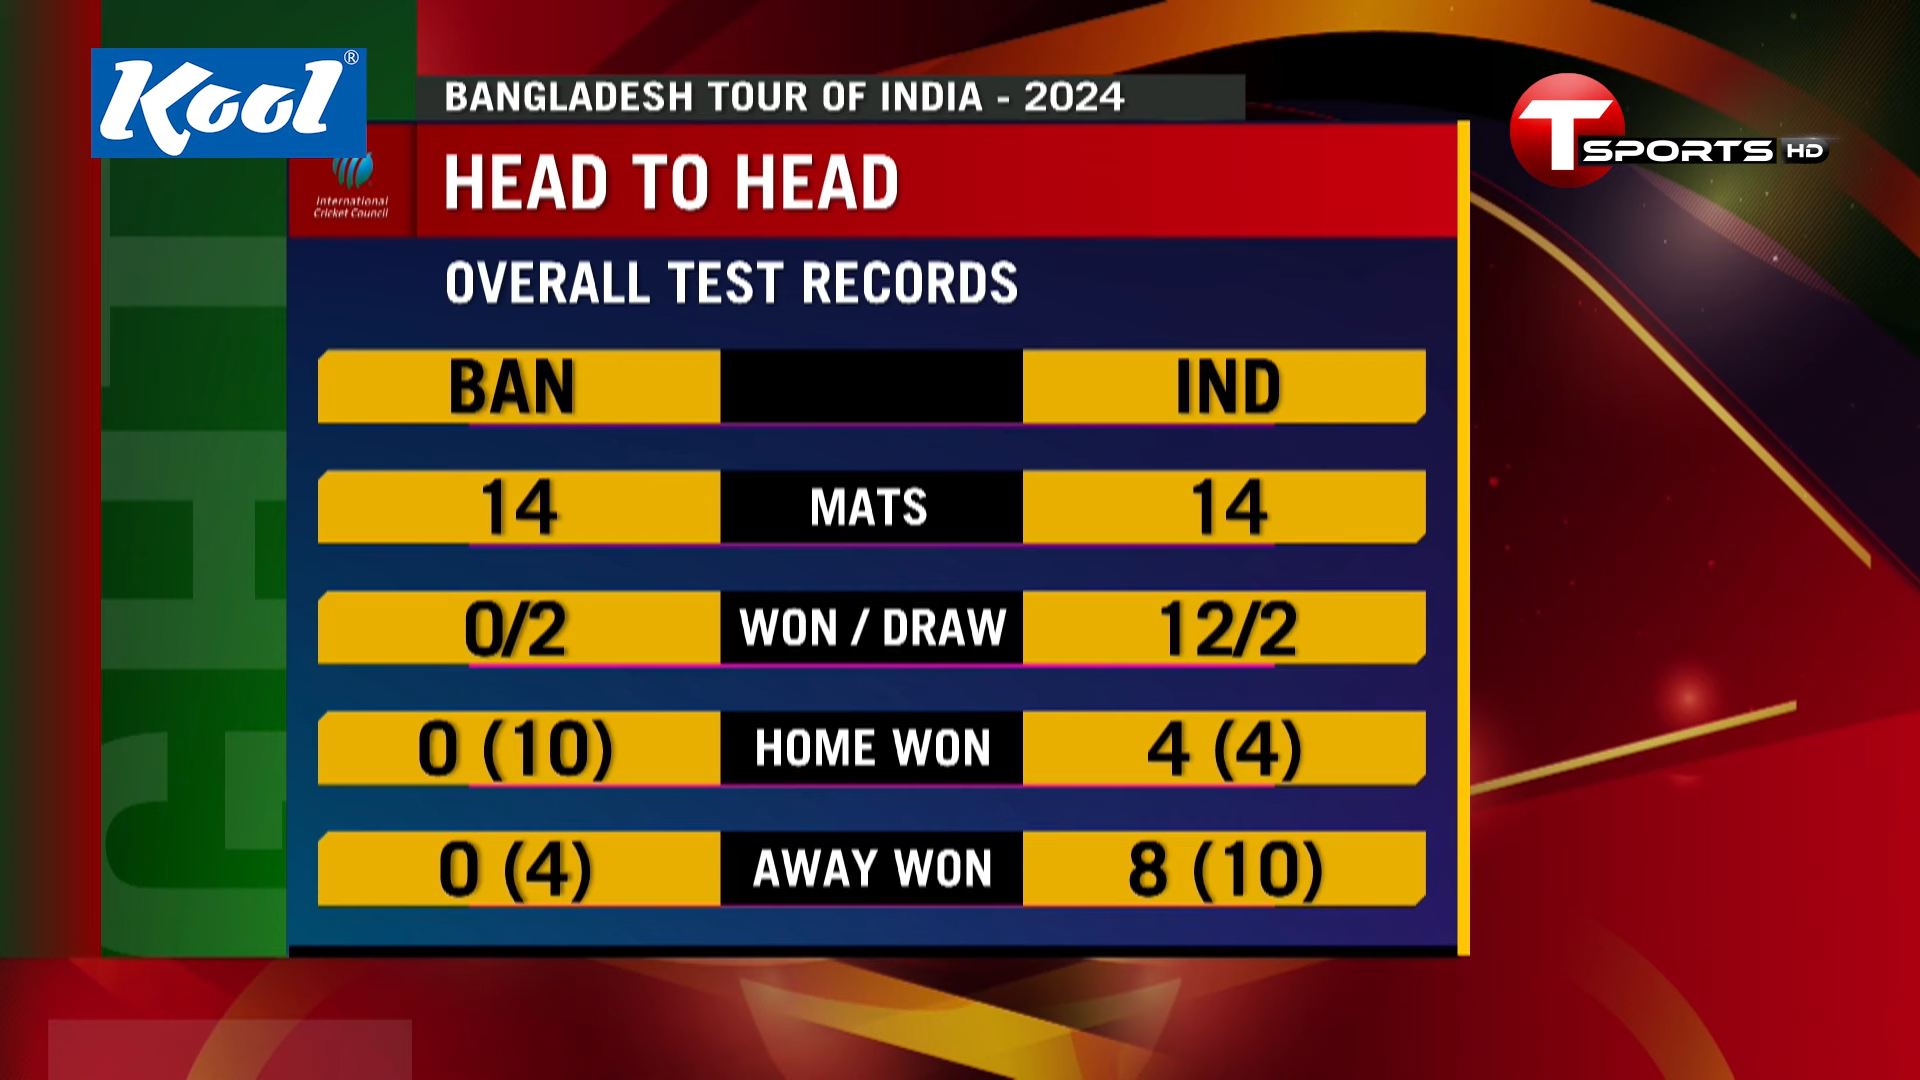 Kool®
BANGLADESH TOUR OF INDIA - 2024
T SPORTS HD
International
Cricket Council
HEAD TO HEAD
OVERALL TEST RECORDS
BAN IND
14 MATS 14
0/2 WON / DRAW 12/2
0 (10) HOME WON 4 (4)
0 (4) AWAY WON 8 (10)